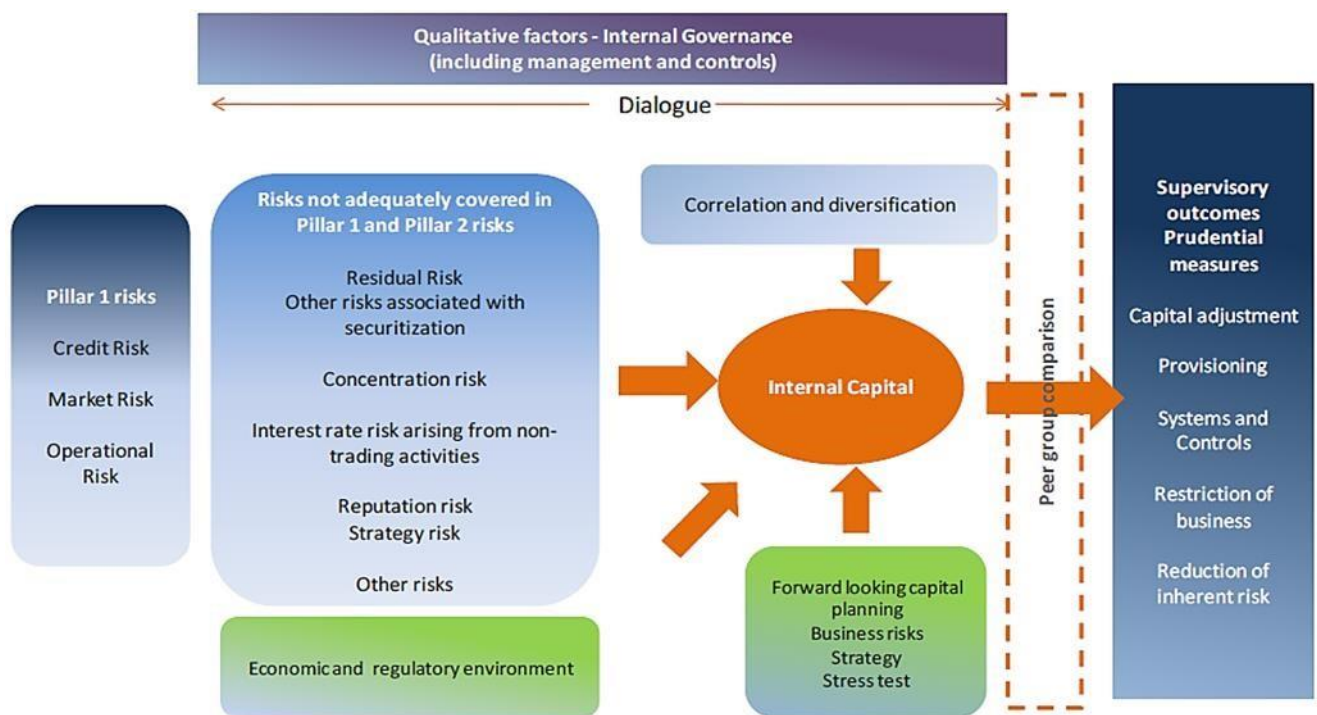 Qualitative factors - Internal Governance
(including management and controls)
Dialogue
Pillar 1 risks
Credit Risk
Market Risk
Operational
Risk
Risks not adequately covered in
Pillar 1 and Pillar 2 risks
Residual Risk
Other risks associated with
securitization
Concentration risk
Interest rate risk arising from non-
trading activities
Reputation risk
Strategy risk
Other risks
Economic and regulatory environment
Correlation and diversification
Internal Capital
Forward looking capital
planning
Business risks
Strategy
Stress test
Peer group comparison
Supervisory
outcomes
Prudential
measures
Capital adjustment
Provisioning
Systems and
Controls
Restriction of
business
Reduction of
inherent risk